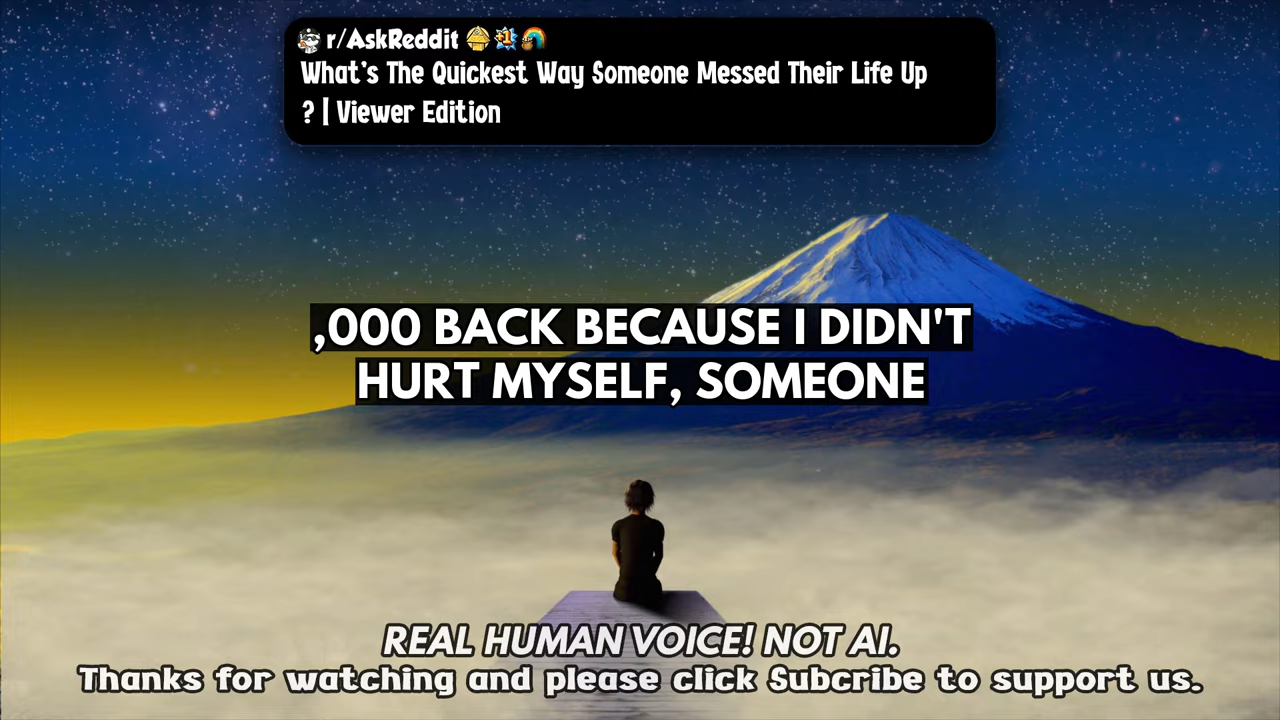 r/AskReddit
What's The Quickest Way Someone Messed Their Life Up
? | Viewer Edition
,000 BACK BECAUSE I DIDN'T
HURT MYSELF, SOMEONE
REAL HUMAN VOICE! NOT AI.
Thanks for watching and please click Subcribe to support us.